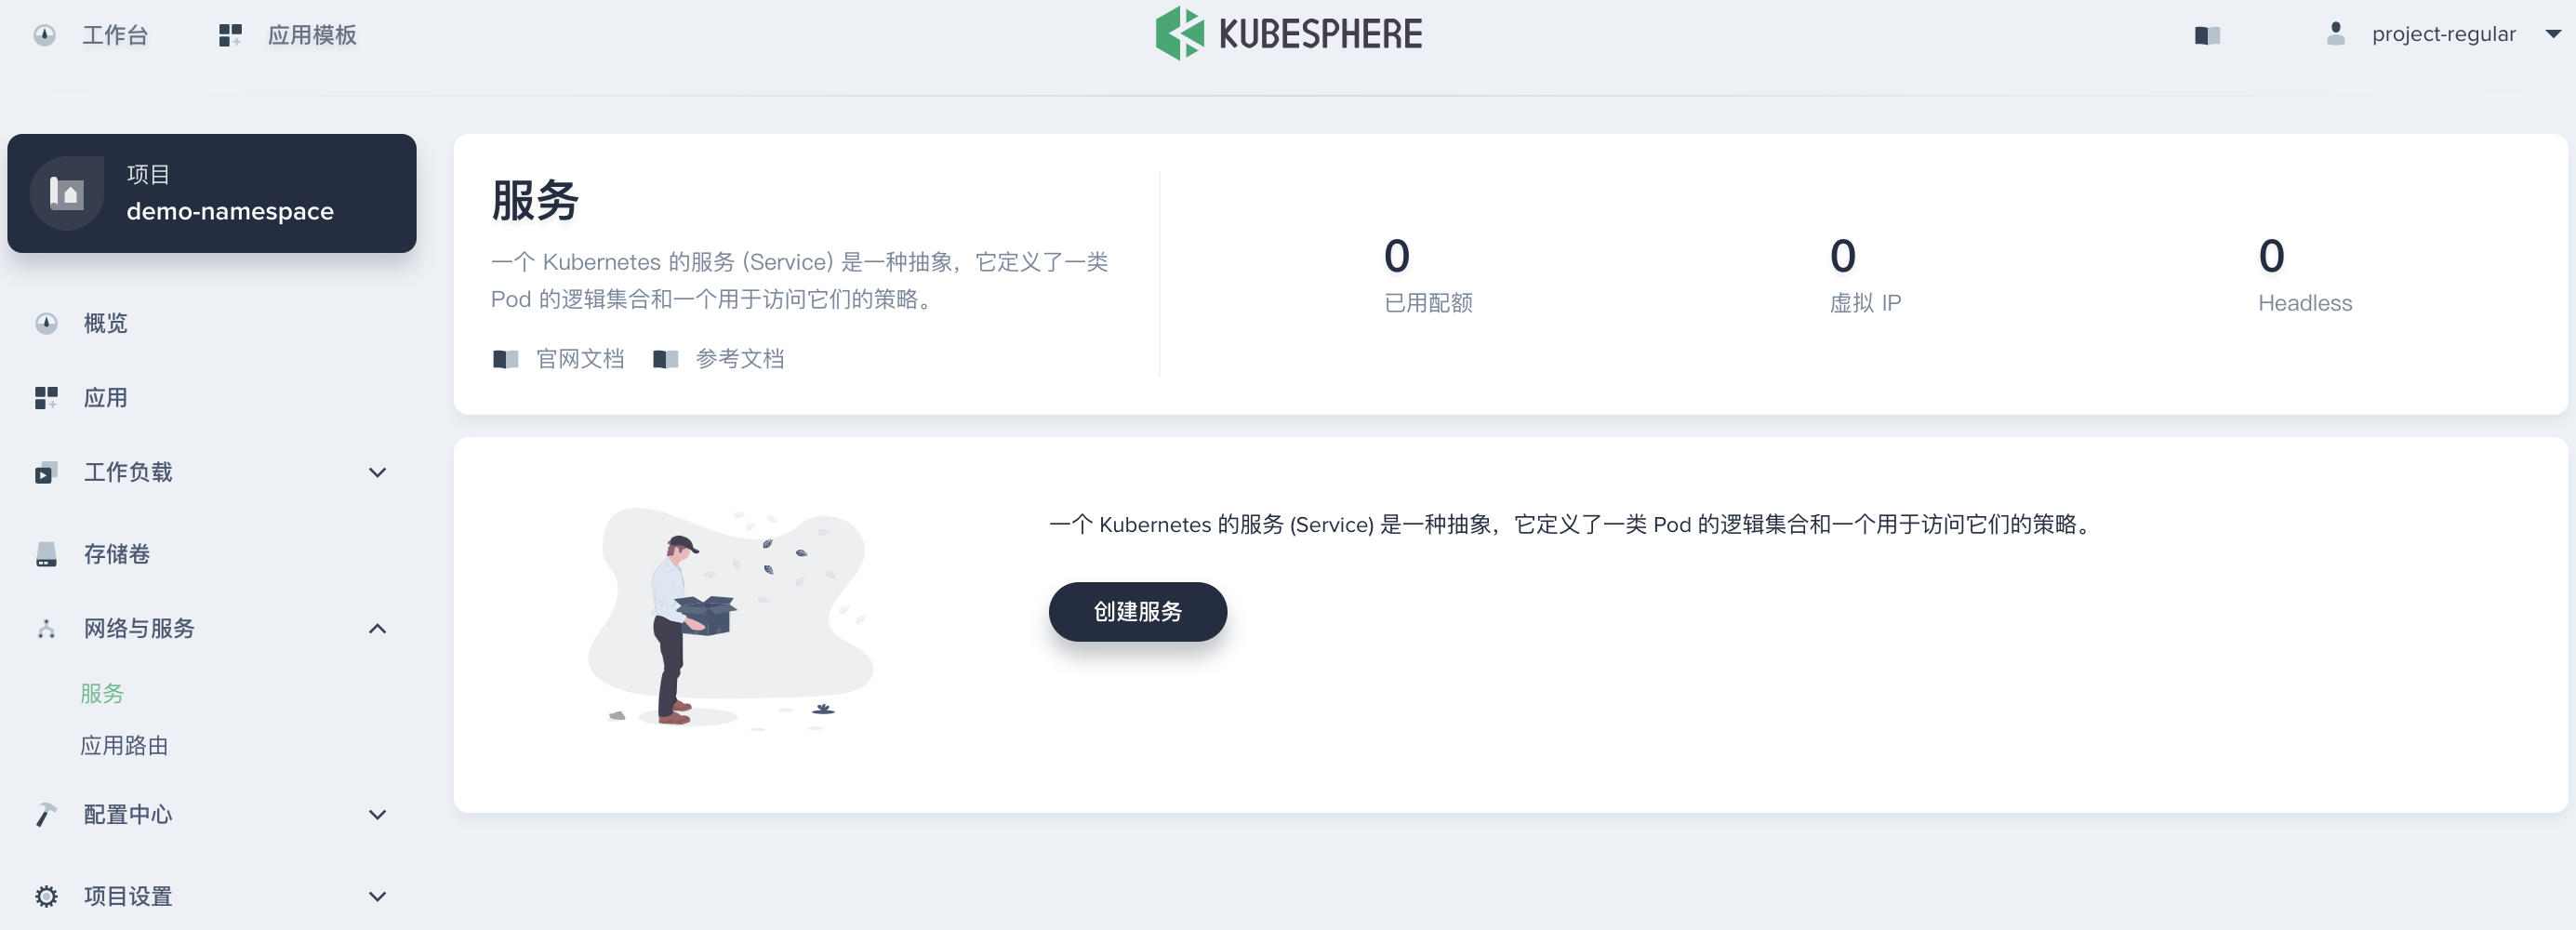 工作台
应用模板
KUBESPHERE
project-regular
项目
demo-namespace
概览
应用
工作负载
存储卷
网络与服务
服务
应用路由
配置中心
项目设置
服务
一个 Kubernetes 的服务 (Service) 是一种抽象，它定义了一类
Pod 的逻辑集合和一个用于访问它们的策略。
官网文档
参考文档
0
已用配额
0
虚拟 IP
0
Headless
一个 Kubernetes 的服务 (Service) 是一种抽象，它定义了一类 Pod 的逻辑集合和一个用于访问它们的策略。
创建服务